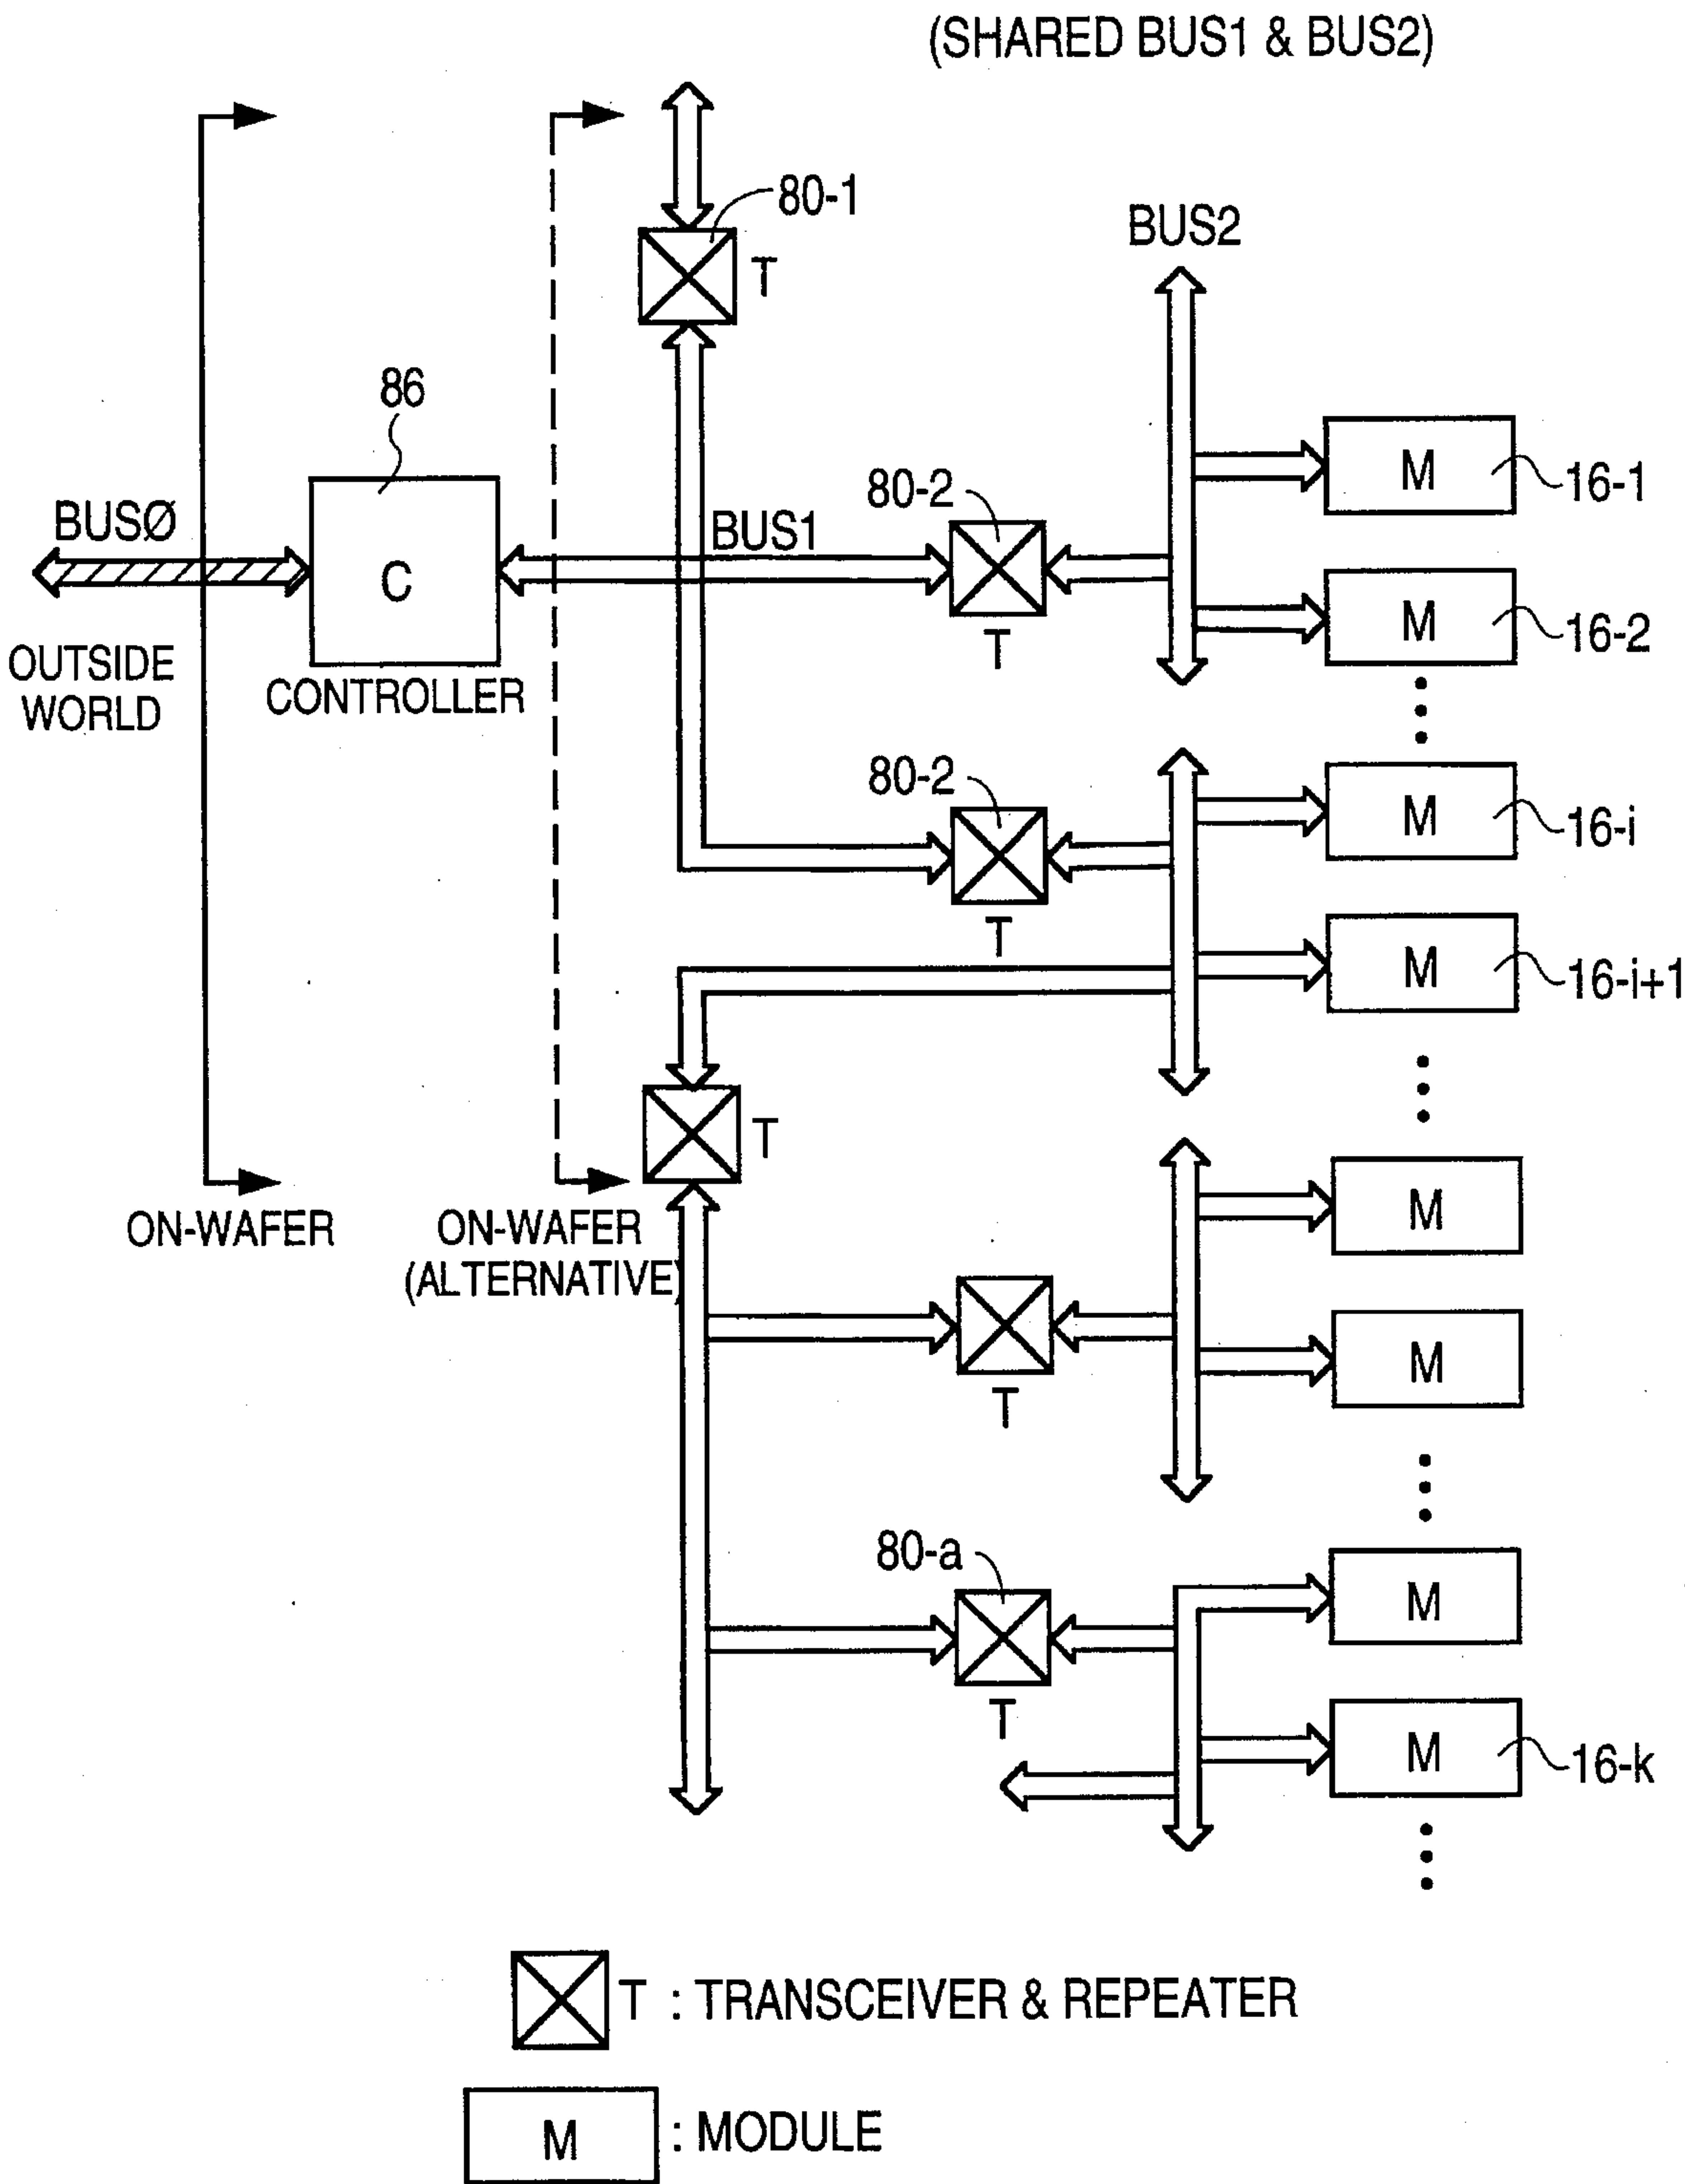 (SHARED BUS1 & BUS2)
80-1
T
BUS2
86
80-2
M
16-1
BUSØ
BUS1
C
M
16-2
T
OUTSIDE
WORLD
CONTROLLER
80-2
M
16-i
T
M
16-i+1
T
ON-WAFER
ON-WAFER
(ALTERNATIVE)
M
M
T
80-a
M
T
M
16-k
T : TRANSCEIVER & REPEATER
M : MODULE